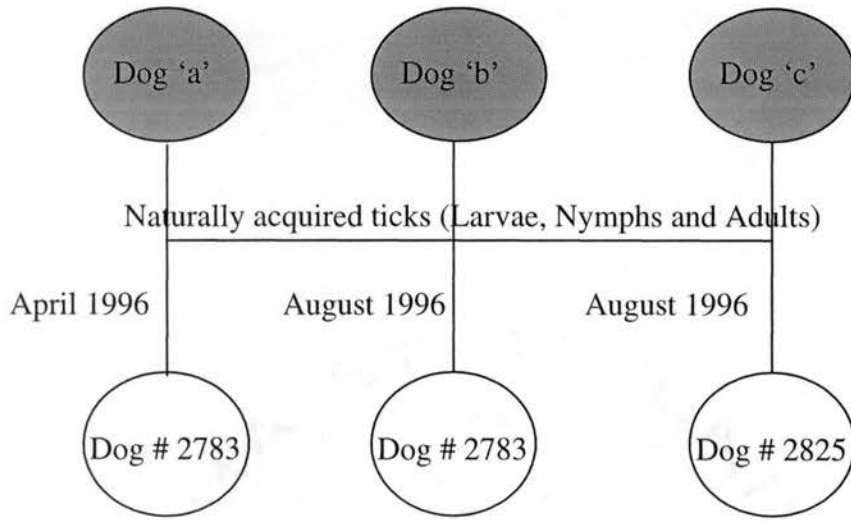 Dog ‘a’ Dog ‘b’ Dog ‘c’
Naturally acquired ticks (Larvae, Nymphs and Adults)
April 1996 August 1996 August 1996
Dog # 2783 Dog # 2783 Dog # 2825